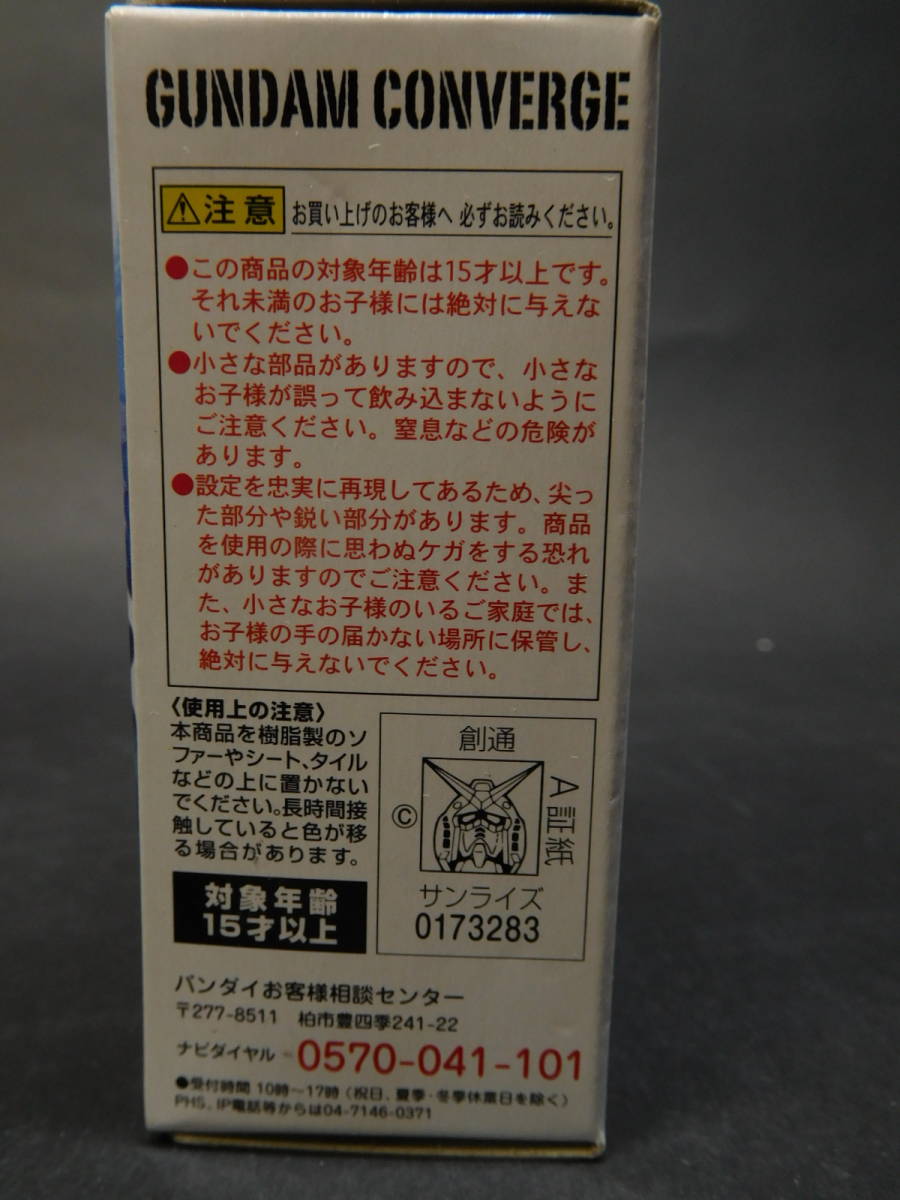 GUNDAM CONVERGE
注意 お買い上げのお客様へ 必ずお読みください。
●この商品の対象年齢は15才以上です。
それ未満のお子様には絶対に与えな
いでください。
●小さな部品がありますので、小さな
お子様が誤って飲み込まないように
ご注意ください。窒息などの危険が
あります。
●設定を忠実に再現してあるため、尖っ
た部分や鋭い部分があります。商品
を使用の際に思わぬケガをする恐れ
がありますのでご注意ください。ま
た、小さなお子様のいるご家庭では、
お子様の手の届かない場所に保管し、
絶対に与えないでください。
〈使用上の注意〉
本商品を樹脂製のソ
ファーやシート、タイル
などの上に置かない
でください。長時間接
触していると色が移
る場合があります。
対象年齢
15才以上
創通
©
A証紙
サンライズ
0173283
バンダイお客様相談センター
〒277-8511 柏市豊四季241-22
ナビダイヤル 0570-041-101
●受付時間 10時～17時（祝日、夏季・冬季休業日を除く）
PHS、IP電話等からは04-7146-0371